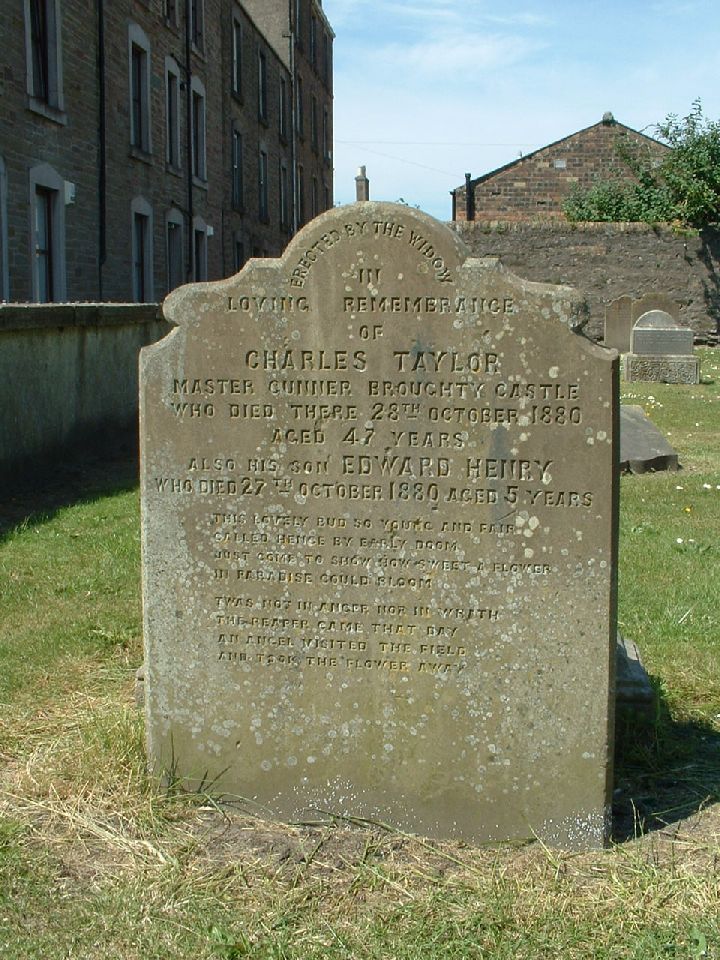 ERECTED BY THE WIDOW
IN
LOVING REMEMBRANCE
OF
CHARLES TAYLOR
MASTER GUNNER BROUGHTY CASTLE
WHO DIED THERE 28TH OCTOBER 1880
AGED 47 YEARS
ALSO HIS SON EDWARD HENRY
WHO DIED 27TH OCTOBER 1880 AGED 5 YEARS
THIS LOVELY BUD SO YOUNG AND FAIR
CALLED HENCE BY EARLY DOOM
JUST COME TO SHOW HOW SWEET A FLOWER
IN PARADISE COULD BLOOM
TWAS NOT IN ANGER NOR IN WRATH
THE REAPER CAME THAT DAY
AN ANGEL VISITED THE FIELD
AND TOOK THE FLOWER AWAY